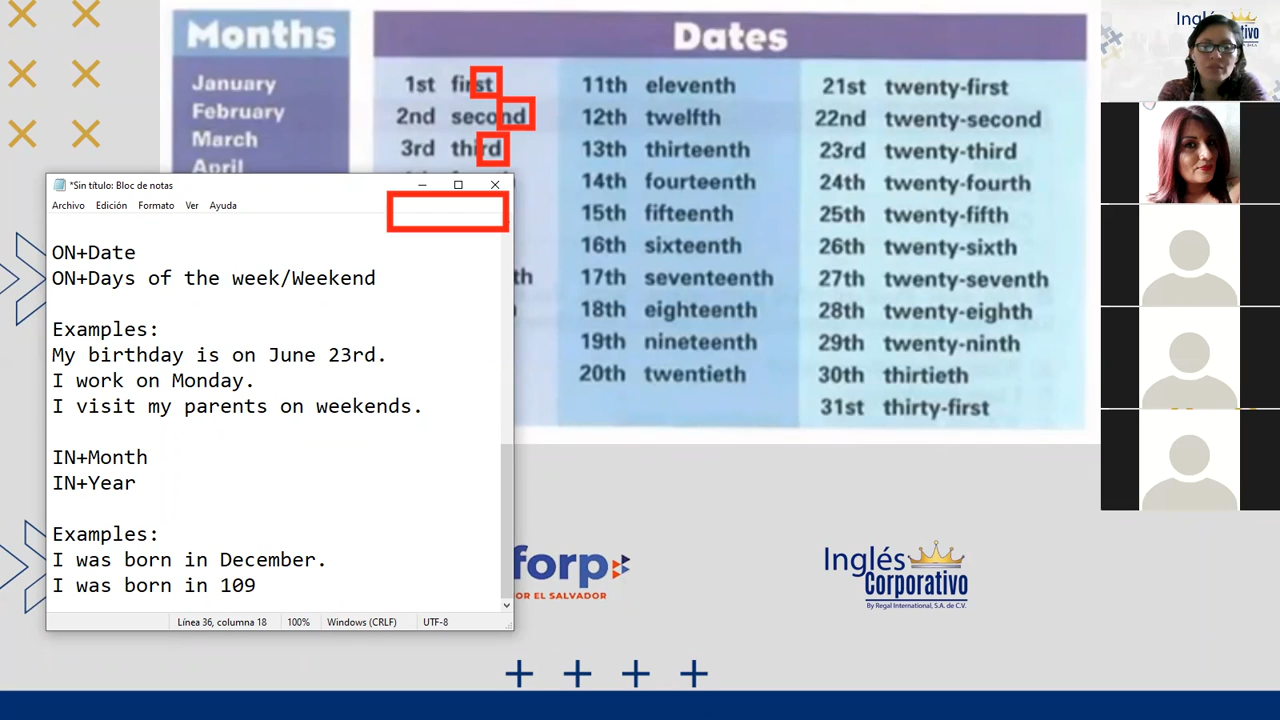 Months
Dates
January
February
March
April
1st first
2nd second
3rd third
th
11th eleventh
12th twelfth
13th thirteenth
14th fourteenth
15th fifteenth
16th sixteenth
17th seventeenth
18th eighteenth
19th nineteenth
20th twentieth
21st twenty-first
22nd twenty-second
23rd twenty-third
24th twenty-fourth
25th twenty-fifth
26th twenty-sixth
27th twenty-seventh
28th twenty-eighth
29th twenty-ninth
30th thirtieth
31st thirty-first
*Sin título: Bloc de notas
Archivo Edición Formato Ver Ayuda
ON+Date
ON+Days of the week/Weekend
Examples:
My birthday is on June 23rd.
I work on Monday.
I visit my parents on weekends.
IN+Month
IN+Year
Examples:
I was born in December.
I was born in 109
Línea 36, columna 18 100% Windows (CRLF) UTF-8
forp
OR EL SALVADOR
Inglés
Corporativo
By Regal International, S.A. de C.V.